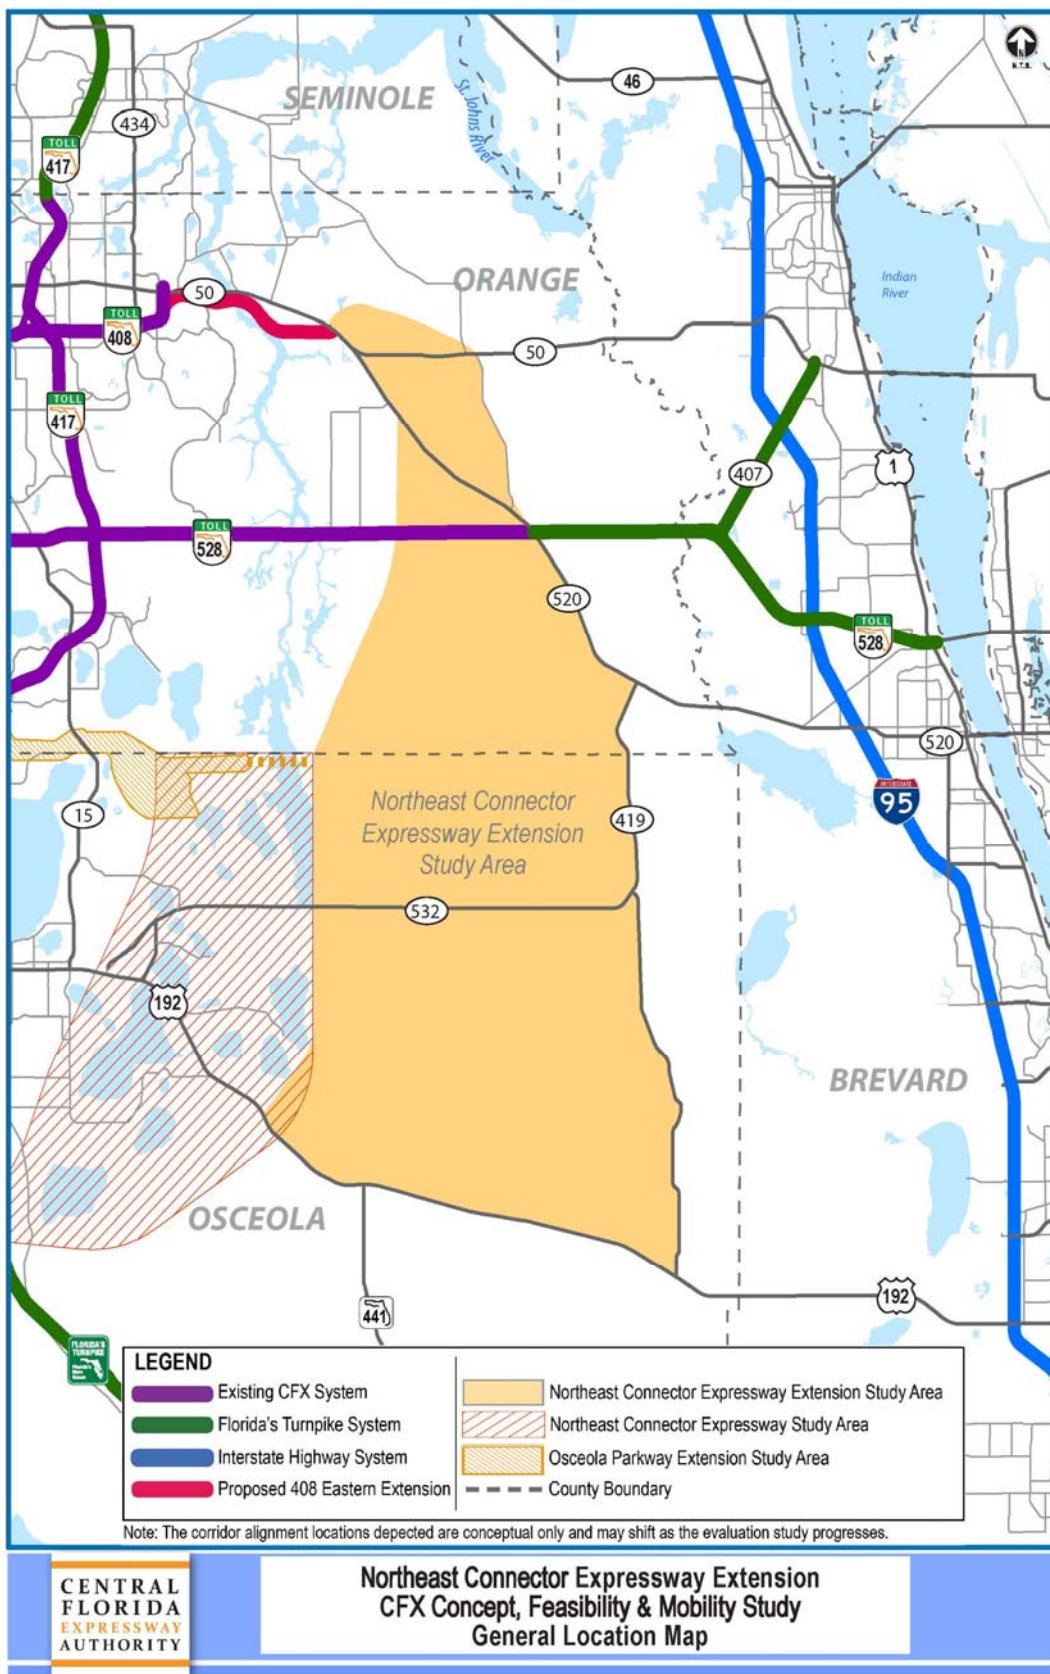 N
N.T.S.
46
SEMINOLE
St. Johns River
434
TOLL
417
ORANGE
Indian
River
50
TOLL
408
50
TOLL
417
407
1
TOLL
528
520
TOLL
528
520
INTERSTATE
95
15
Northeast Connector
Expressway Extension
Study Area
419
532
192
BREVARD
OSCEOLA
192
441
FLORIDA'S
TURNPIKE
LEGEND
Existing CFX System
Florida's Turnpike System
Interstate Highway System
Proposed 408 Eastern Extension
Northeast Connector Expressway Extension Study Area
Northeast Connector Expressway Study Area
Osceola Parkway Extension Study Area
County Boundary
Note: The corridor alignment locations depected are conceptual only and may shift as the evaluation study progresses.
CENTRAL
FLORIDA
EXPRESSWAY
AUTHORITY
Northeast Connector Expressway Extension
CFX Concept, Feasibility & Mobility Study
General Location Map